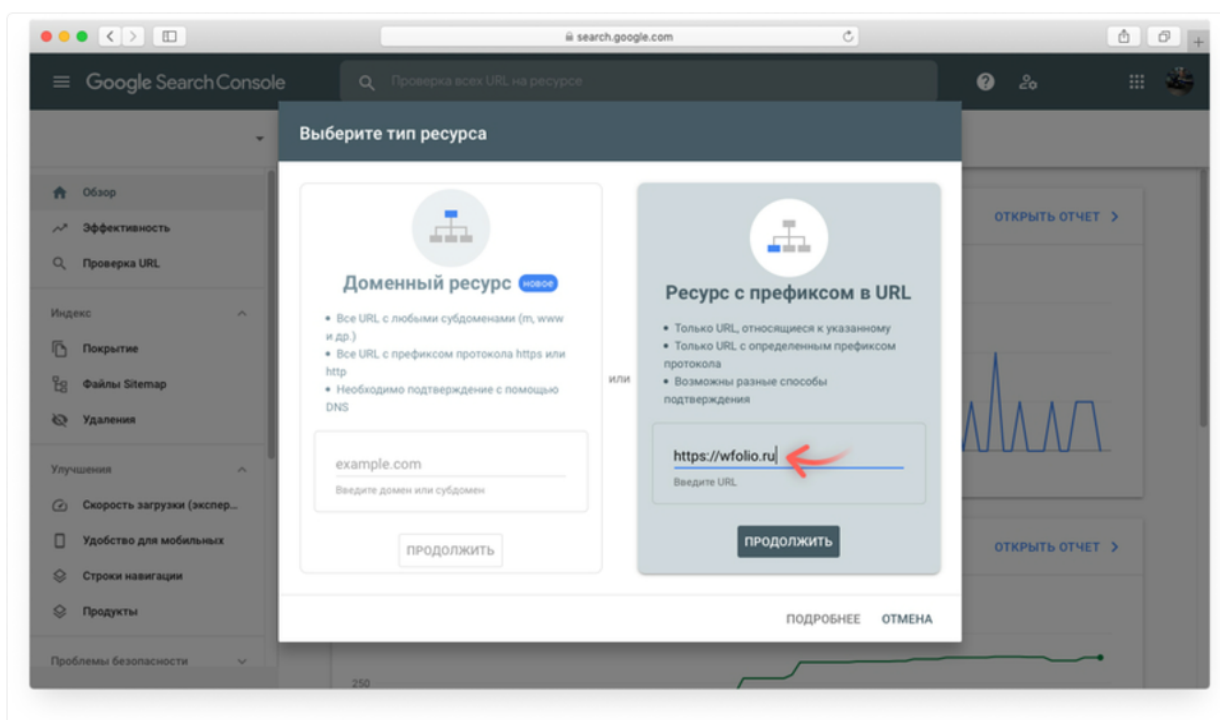 search.google.com
Google Search Console
Проверка всех URL на ресурсе
Выберите тип ресурса
Обзор
Эффективность
Проверка URL
Индекс
Покрытие
Файлы Sitemap
Удаления
Улучшения
Скорость загрузки (экспер...
Удобство для мобильных
Строки навигации
Продукты
Проблемы безопасности
Доменный ресурс новое
• Все URL с любыми субдоменами (m, www
и др.)
• Все URL с префиксом протокола https или
http
• Необходимо подтверждение с помощью
DNS
example.com
Введите домен или субдомен
ПРОДОЛЖИТЬ
или
Ресурс с префиксом в URL
• Только URL, относящиеся к указанному
• Только URL с определенным префиксом
протокола
• Возможны разные способы
подтверждения
https://wfolio.ru
Введите URL
ПРОДОЛЖИТЬ
ПОДРОБНЕЕ ОТМЕНА
ОТКРЫТЬ ОТЧЕТ
ОТКРЫТЬ ОТЧЕТ
250